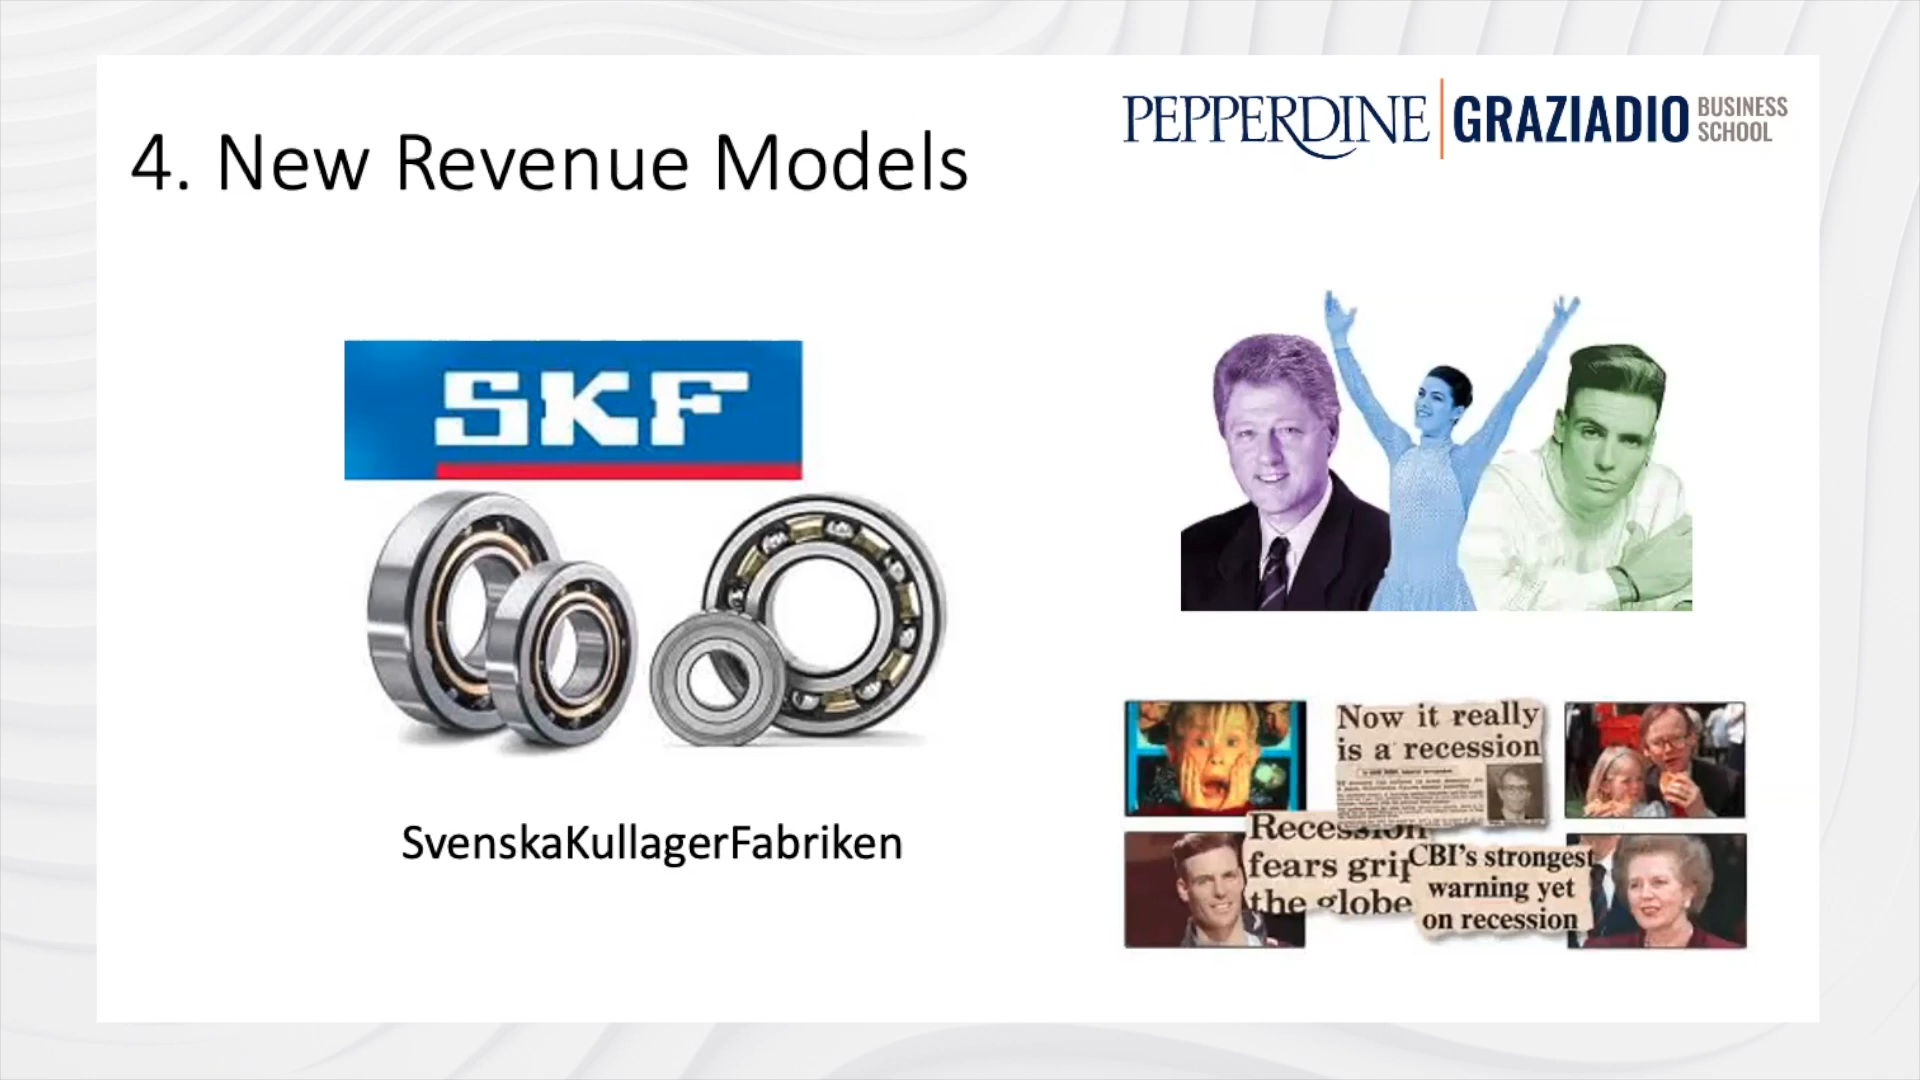 4. New Revenue Models
PEPPERDINE GRAZIADIO BUSINESS
SCHOOL
SKF
SvenskaKullagerFabriken
Now it really
is a recession
Recession
fears grip
the globe
CBI's strongest
warning yet
on recession